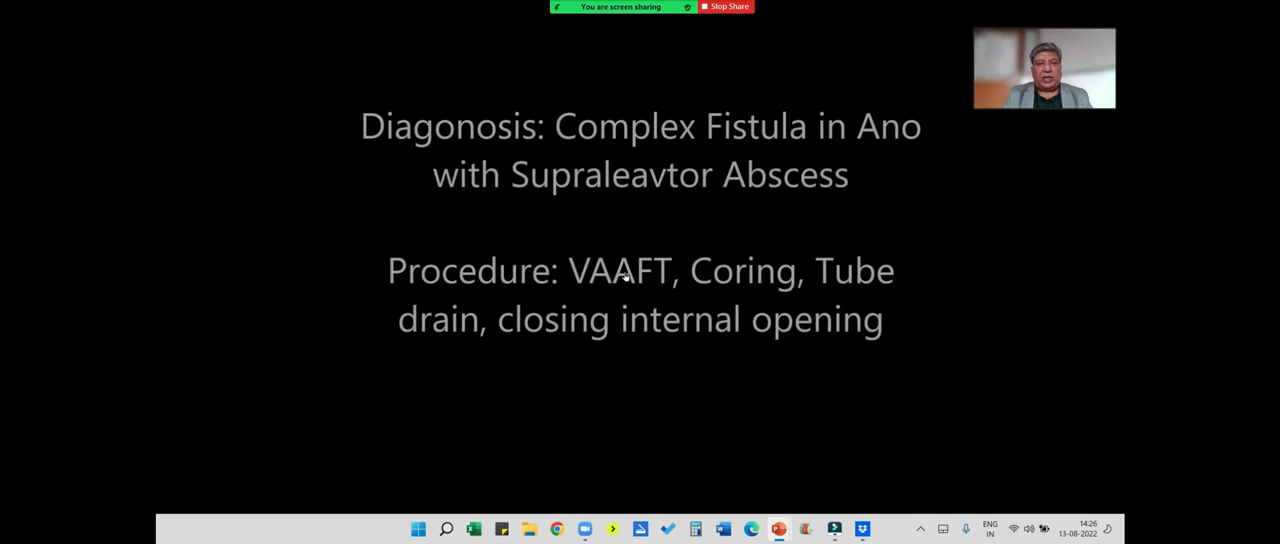 You are screen sharing
Stop Share
Diagonosis: Complex Fistula in Ano
with Supraleavtor Abscess
Procedure: VAAFT, Coring, Tube
drain, closing internal opening
ENG
IN
14:26
13-08-2022